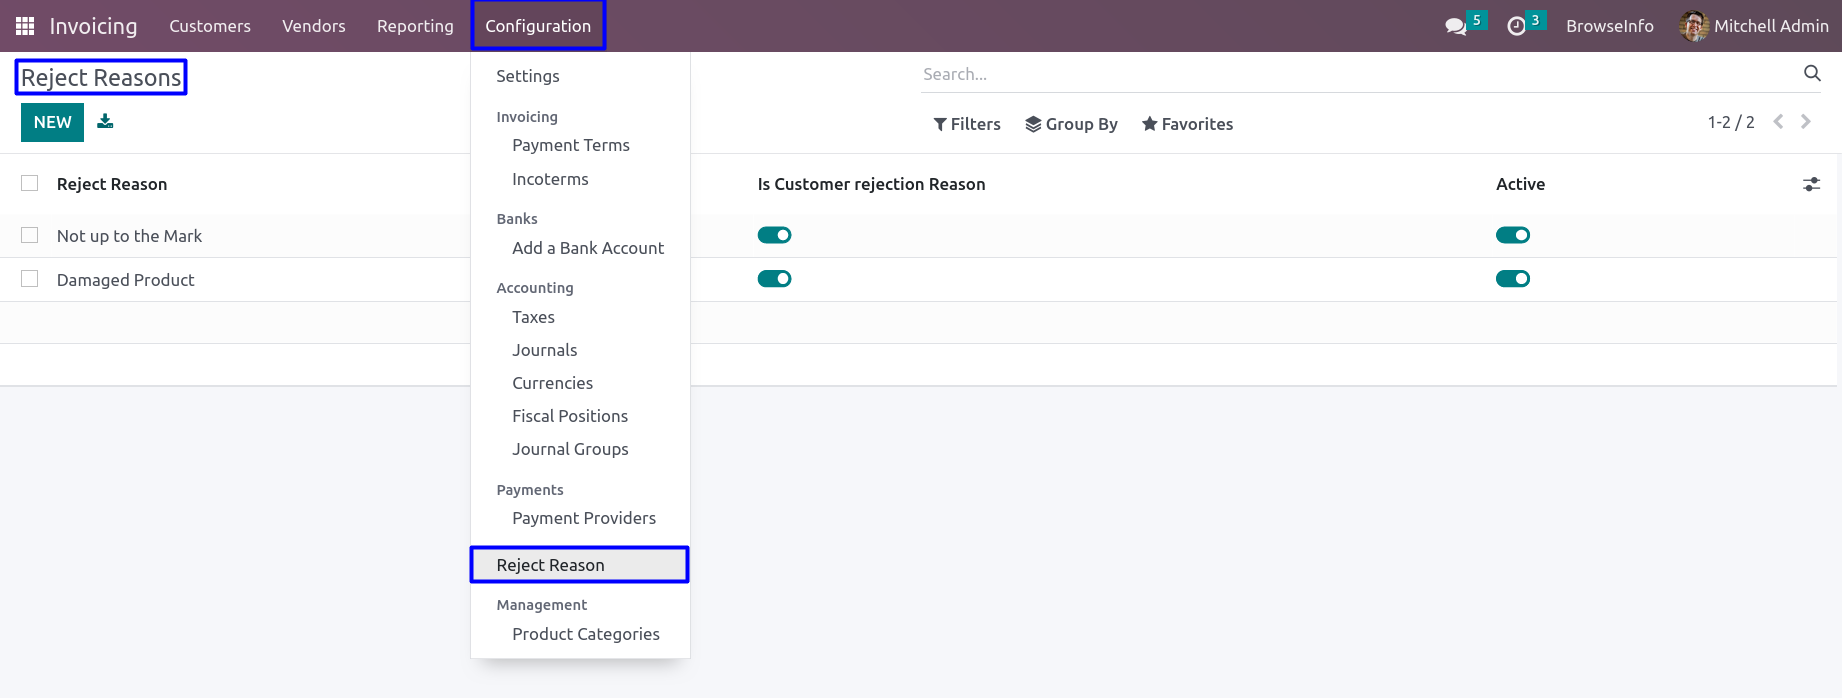 Invoicing Customers Vendors Reporting Configuration 5 3 BrowseInfo Mitchell Admin
Reject Reasons
Search...
NEW
Filters Group By Favorites 1-2 / 2
Reject Reason Is Customer rejection Reason Active
Not up to the Mark
Damaged Product
Settings
Invoicing
Payment Terms
Incoterms
Banks
Add a Bank Account
Accounting
Taxes
Journals
Currencies
Fiscal Positions
Journal Groups
Payments
Payment Providers
Reject Reason
Management
Product Categories